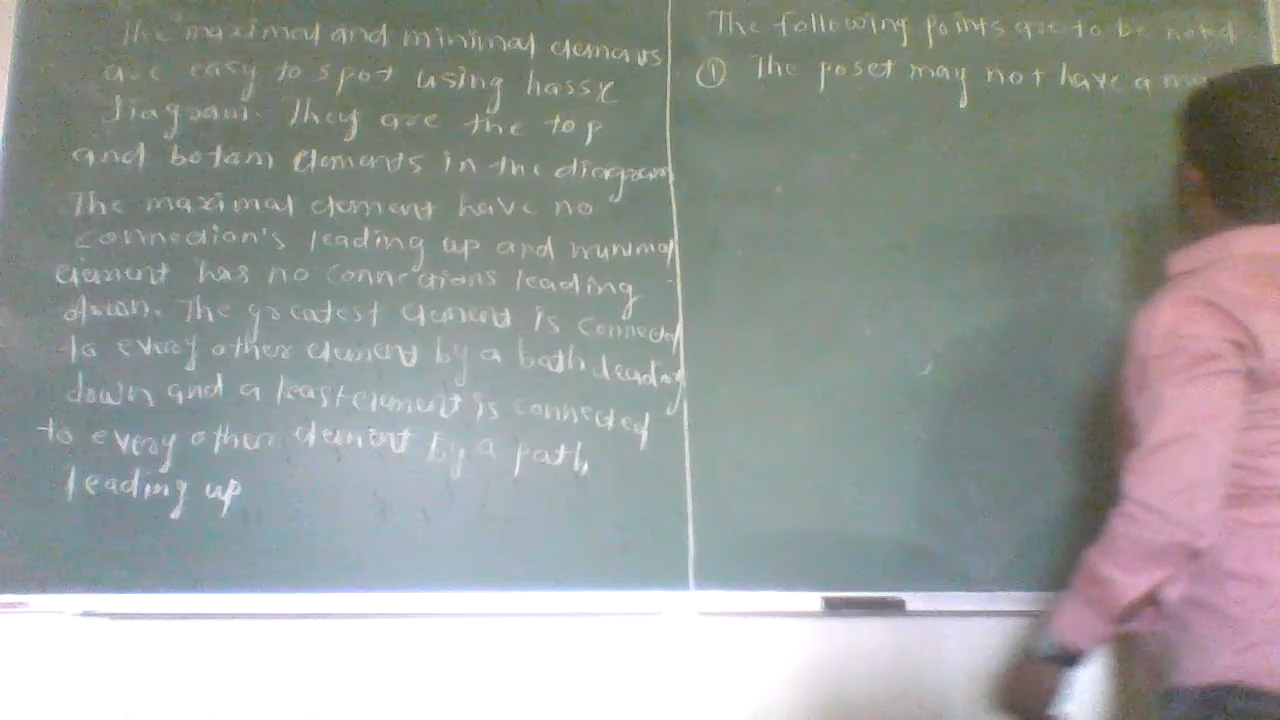 The maximal and minimal elements
are easy to spot using hasse
diagram. They are the top
and botam elements in the diagram
The maximal element have no
connection's leading up and minimal
element has no connections leading
down. The greatest element is connected
to every other element by a bath leading
down and a least element is connected
to every other element by a path,
leading up
The following points are to be noted
① The poset may not have a